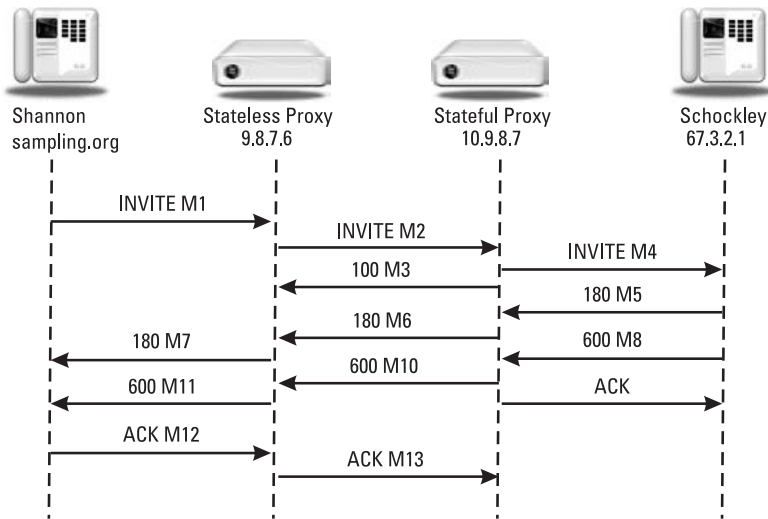 Shannon
sampling.org
Stateless Proxy
9.8.7.6
Stateful Proxy
10.9.8.7
Schockley
67.3.2.1
INVITE M1
INVITE M2
INVITE M4
100 M3
180 M5
180 M6
180 M7
600 M8
600 M10
600 M11
ACK
ACK M12
ACK M13